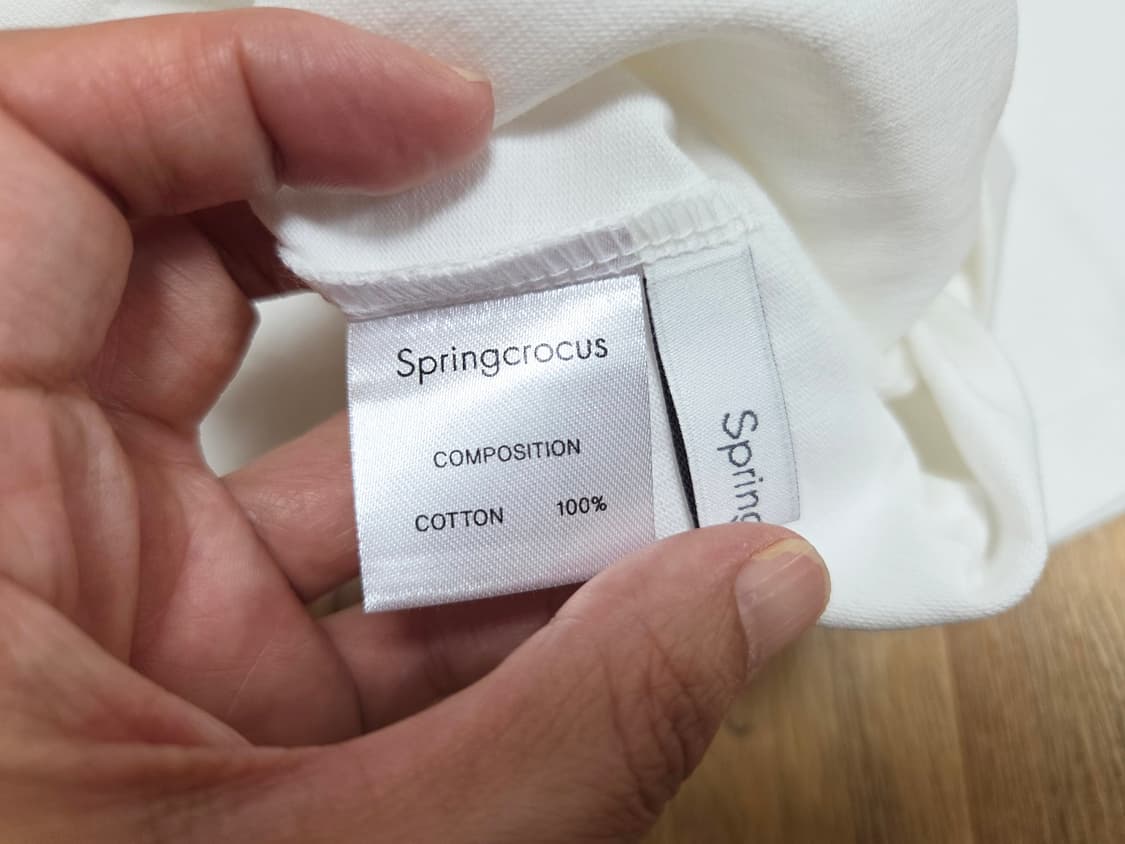 Springcrocus
COMPOSITION
COTTON 100%
Spring